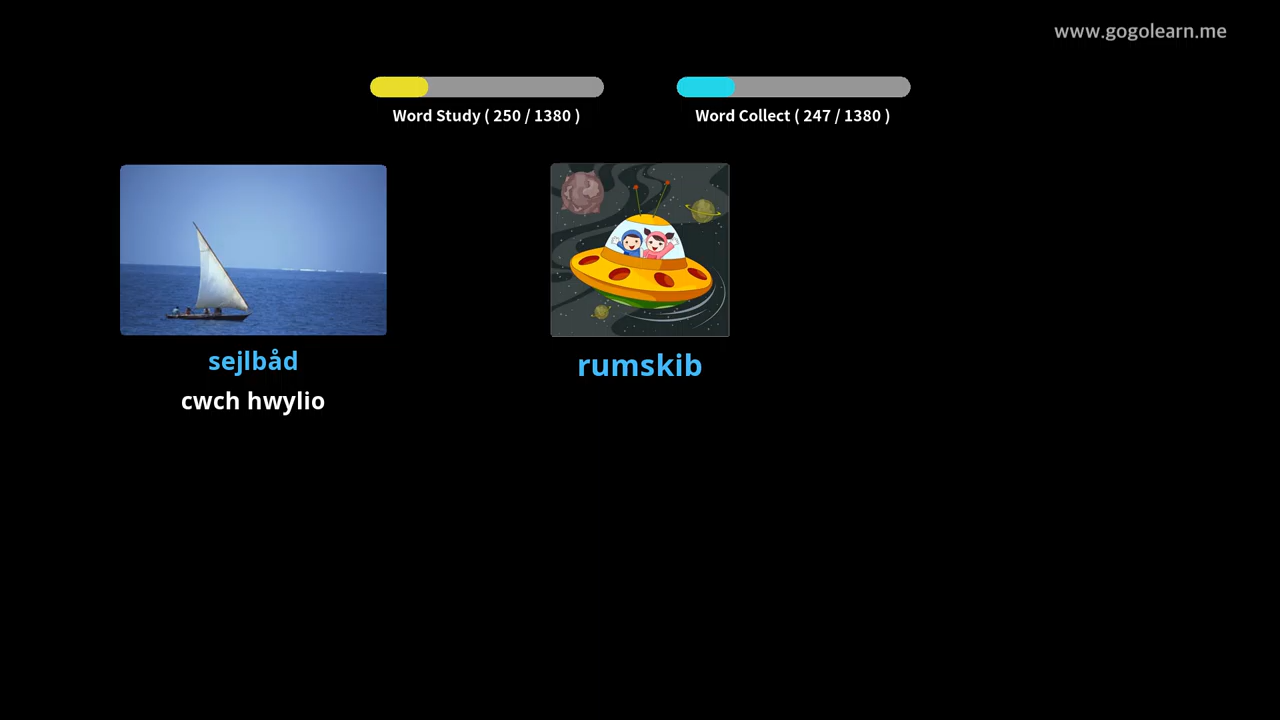 www.gogolearn.me
Word Study ( 250 / 1380 )
Word Collect ( 247 / 1380 )
sejlbåd
cwch hwylio
rumskib